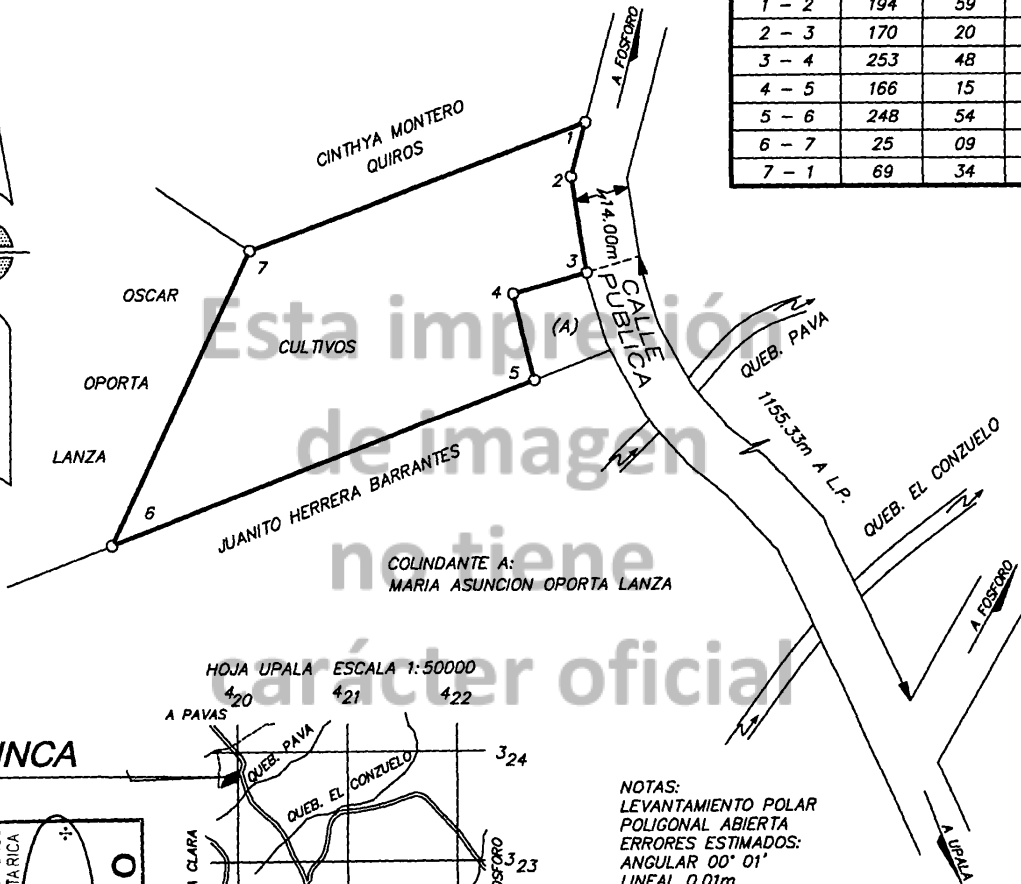 1 - 2 194 59
2 - 3 170 20
3 - 4 253 48
4 - 5 166 15
5 - 6 248 54
6 - 7 25 09
7 - 1 69 34
A FOSFORO
CINTHYA MONTERO
QUIROS
1
2
14.00m
3
4
(A)
5
6
7
CALLE
PUBLICA
OSCAR
OPORTA
LANZA
CULTIVOS
QUEB. PAVA
1155.33m A L.P.
QUEB. EL CONZUELO
JUANITO HERRERA BARRANTES
COLINDANTE A:
MARIA ASUNCION OPORTA LANZA
A FOSFORO
A UPALA
Esta impresión
de imagen
no tiene
carácter oficial
HOJA UPALA ESCALA 1:50000
420 421 422
A PAVAS
QUEB. PAVA
324
QUEB. EL CONZUELO
323
NOTAS:
LEVANTAMIENTO POLAR
POLIGONAL ABIERTA
ERRORES ESTIMADOS:
ANGULAR 00° 01'
LINEAL 0.01m